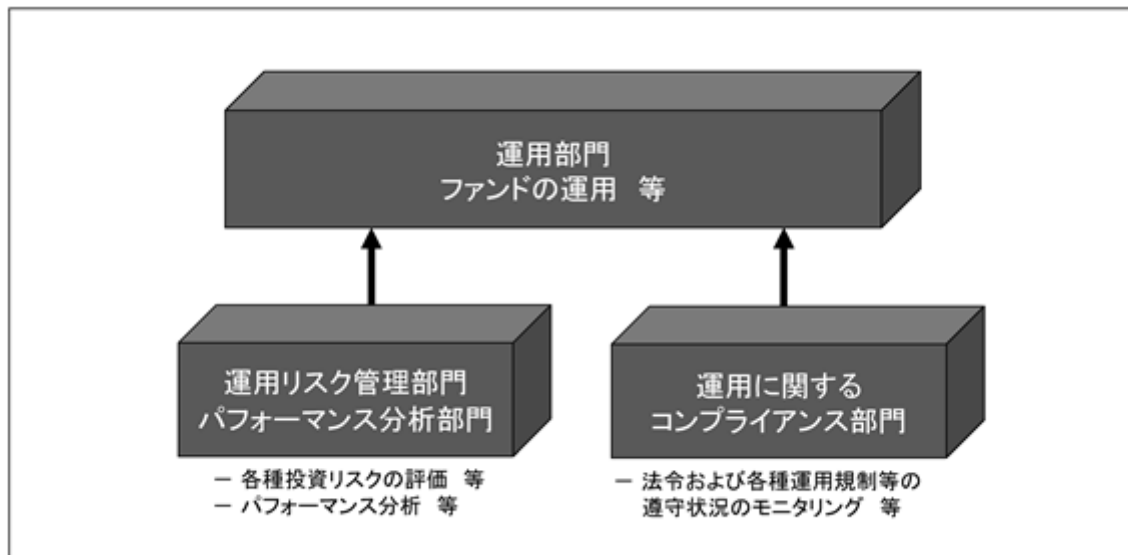 運用部門
ファンドの運用　等
運用リスク管理部門
パフォーマンス分析部門
運用に関する
コンプライアンス部門
－ 各種投資リスクの評価　等
－ パフォーマンス分析　等
－ 法令および各種運用規制等の
遵守状況のモニタリング　等